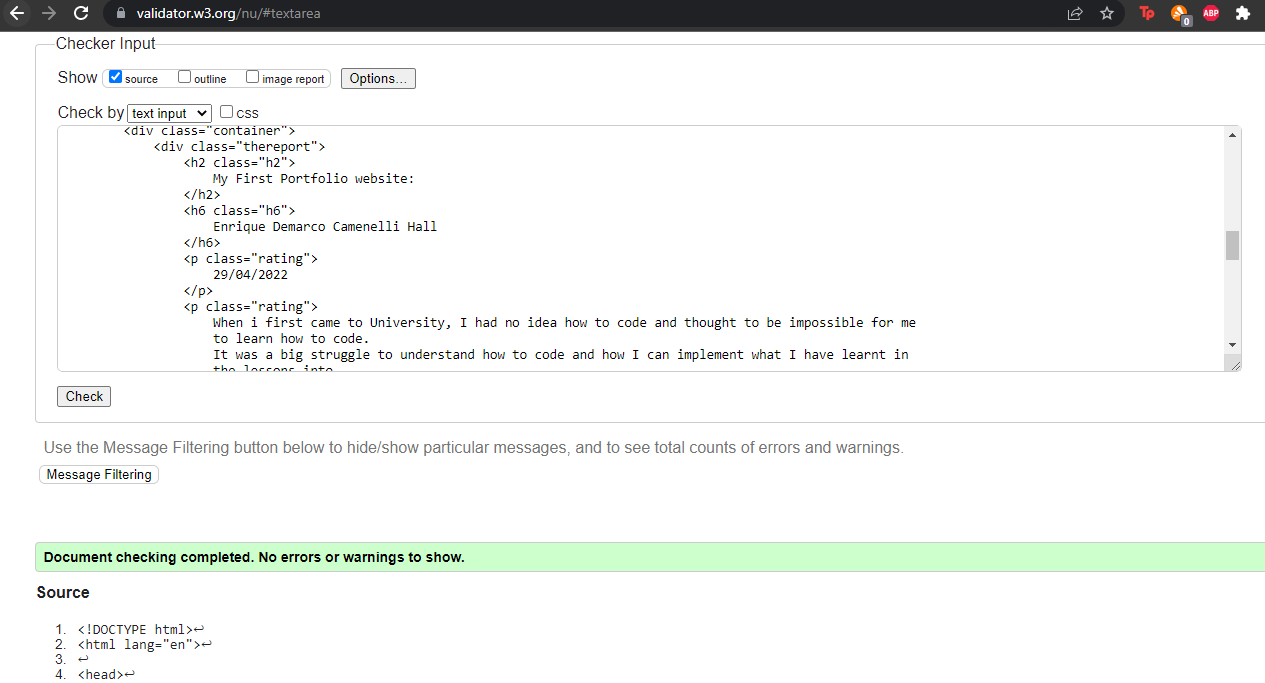 validator.w3.org/nu/#textarea
Tp
0
ABP
Checker Input
Show source outline image report Options...
Check by text input css
<div class="container">
<div class="thereport">
<h2 class="h2">
My First Portfolio website:
</h2>
<h6 class="h6">
Enrique Demarco Camenelli Hall
</h6>
<p class="rating">
29/04/2022
</p>
<p class="rating">
When i first came to University, I had no idea how to code and thought to be impossible for me
to learn how to code.
It was a big struggle to understand how to code and how I can implement what I have learnt in
the lessons into
Check
Use the Message Filtering button below to hide/show particular messages, and to see total counts of errors and warnings.
Message Filtering
Document checking completed. No errors or warnings to show.
Source
1. <!DOCTYPE html>↩
2. <html lang="en">↩
3. ↩
4. <head>↩